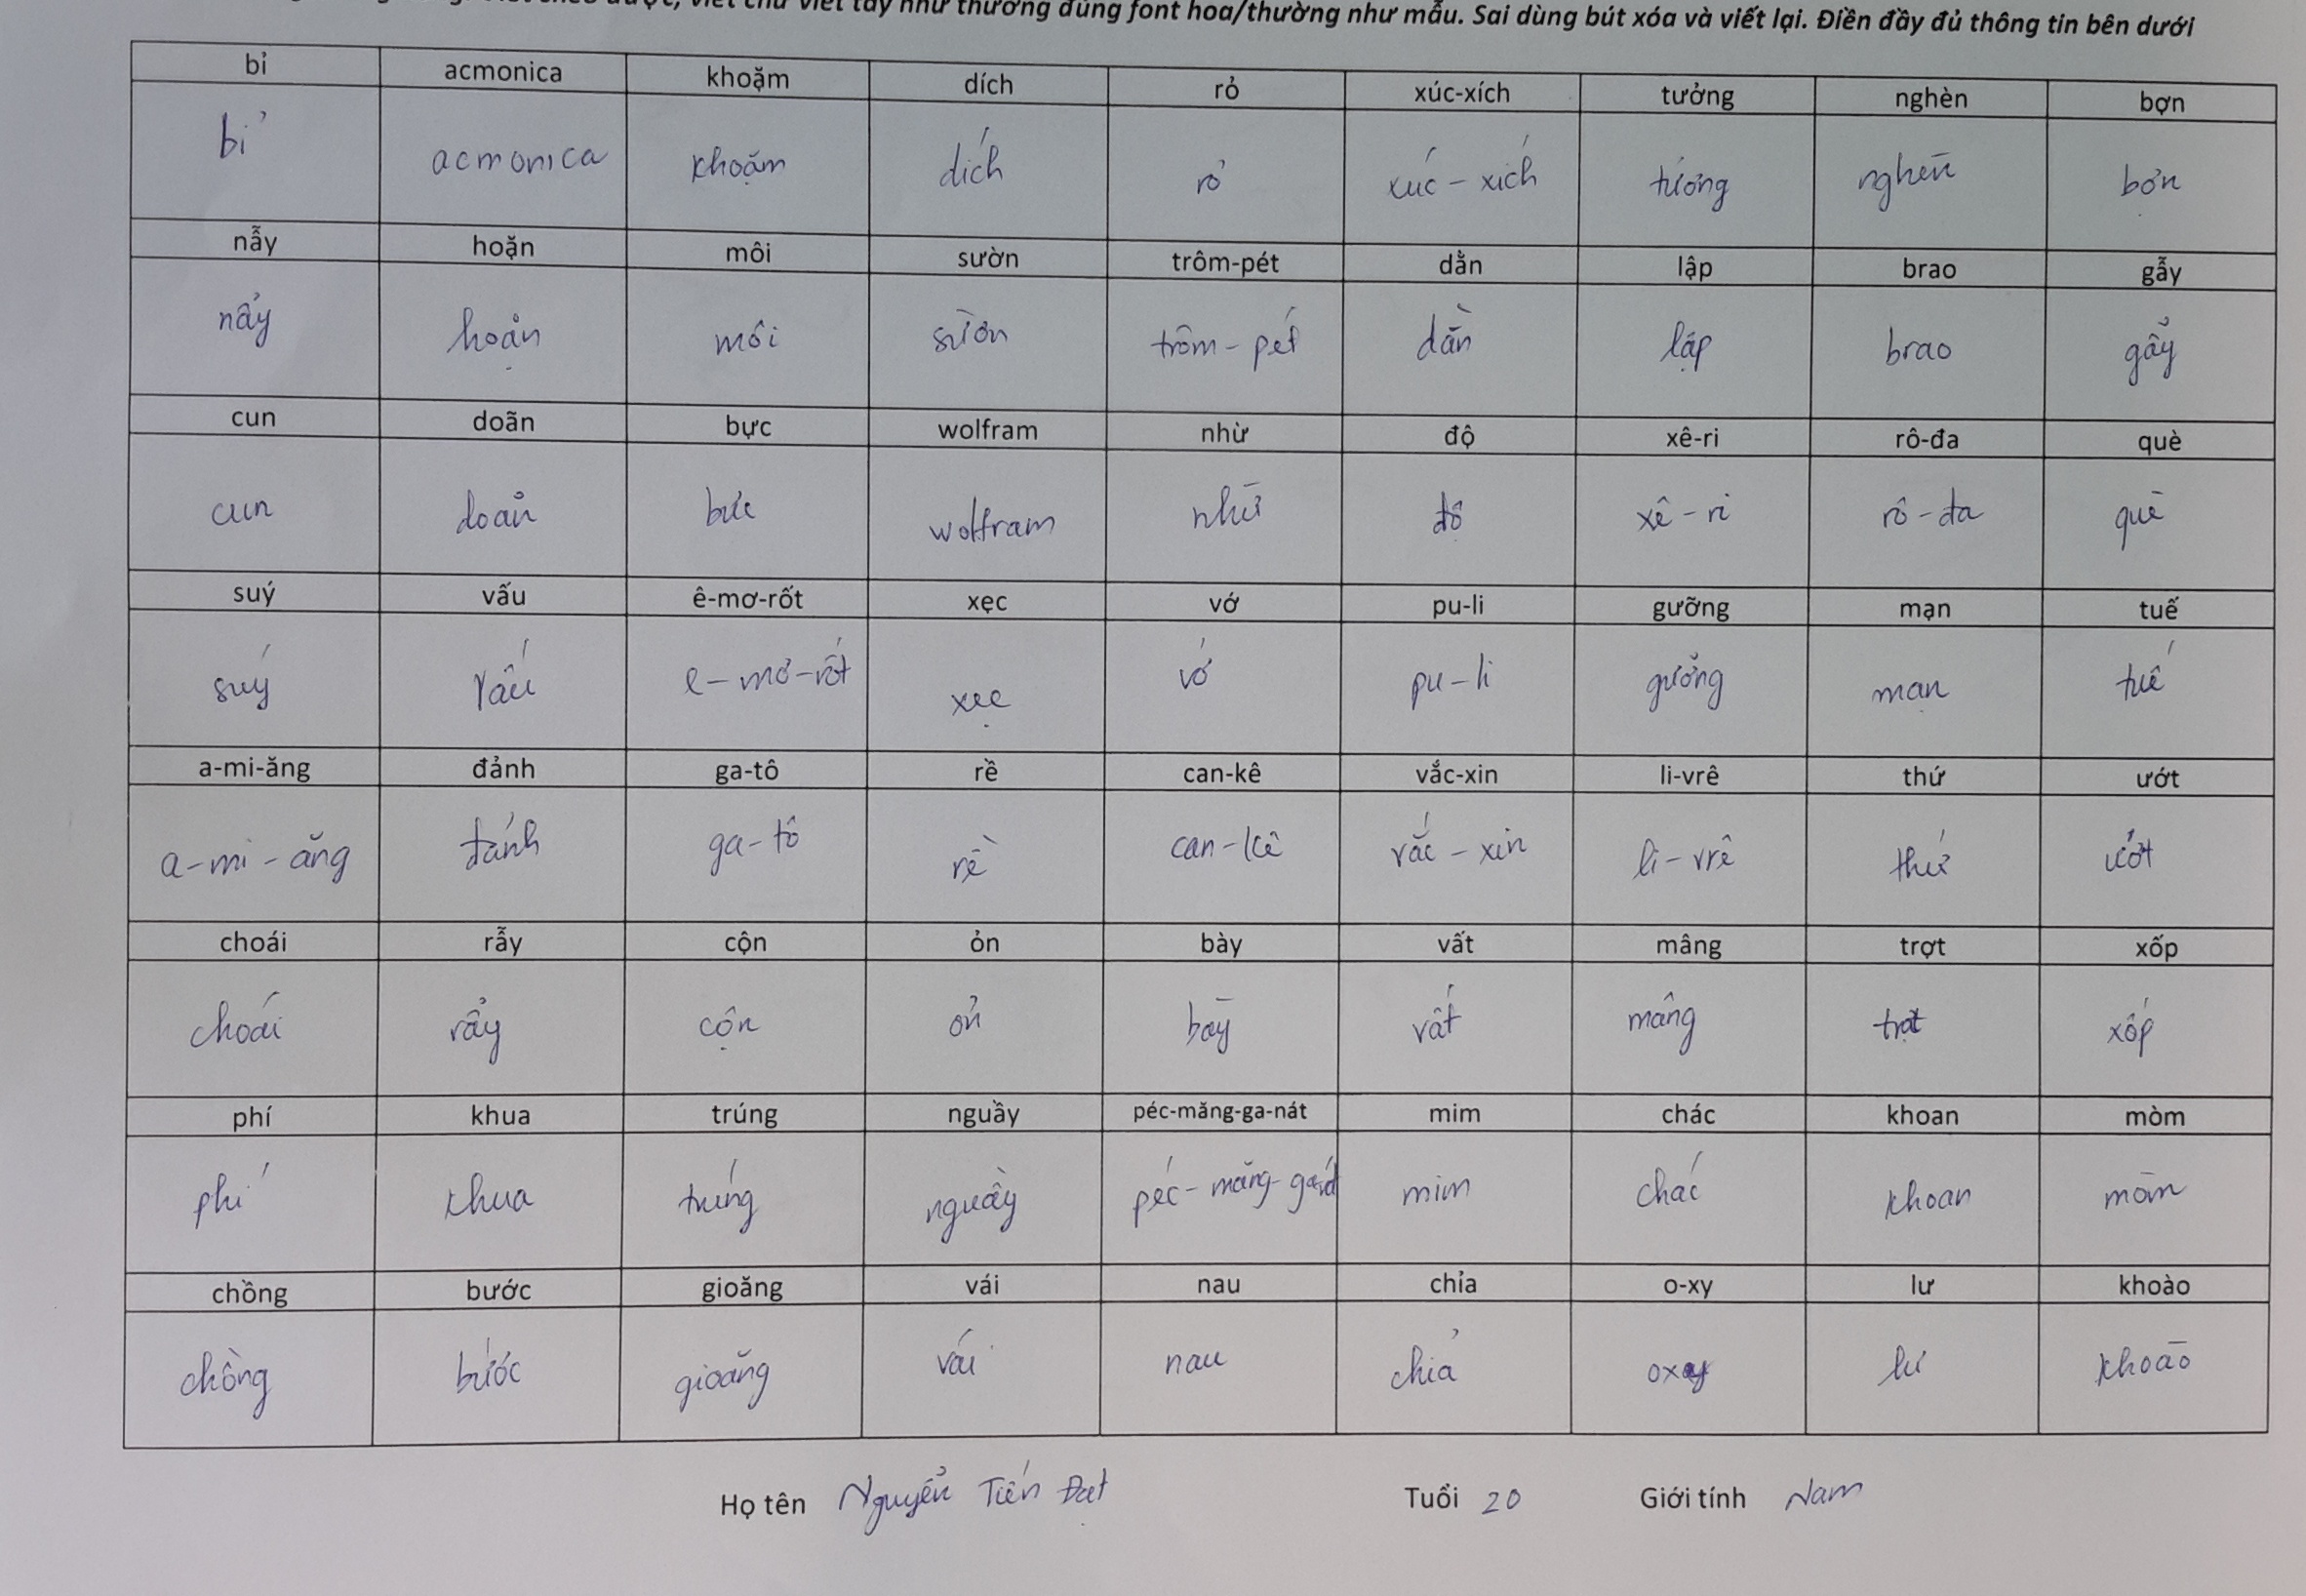 viết chữ viết tay như thường đúng font hoa/thường như mẫu. Sai dùng bút xóa và viết lại. Điền đầy đủ thông tin bên dưới
bỉ acmonica khoặm dích rỏ xúc-xích tưởng nghèn bợn
bỉ acmonica khoặm dích rỏ xúc - xích tưởng nghèn bợn
nẫy hoặn môi sườn trôm-pét dằn lập brao gẫy
nẫy hoặn môi sườn trôm - pét dằn lập brao gẫy
cun doãn bực wolfram nhừ độ xê-ri rô-đa què
cun doãn bực wolfram nhừ độ xê - ri rô - đa què
suý vấu ê-mơ-rốt xẹc vớ pu-li gưỡng mạn tuế
suý vấu e - mơ - rốt xẹc vớ pu - li gưỡng mạn tuế
a-mi-ăng đảnh ga-tô rề can-kê vắc-xin li-vrê thứ ướt
a - mi - ăng đảnh ga - tô rề can - kê vắc - xin li - vrê thứ ướt
choái rẫy cộn ỏn bày vất mâng trợt xốp
choái rẫy cộn ỏn bày vất mâng trợt xốp
phí khua trúng nguầy péc-măng-ga-nát mim chác khoan mòm
phí khua trúng nguầy péc - măng - mim chác khoan mòm
chồng bước gioăng vái nau chỉa o-xy lư khoào
chồng bước gioăng vái nau chỉa oxy lư khoào
Họ tên Nguyễn Tiến Đạt Tuổi 20 Giới tính Nam